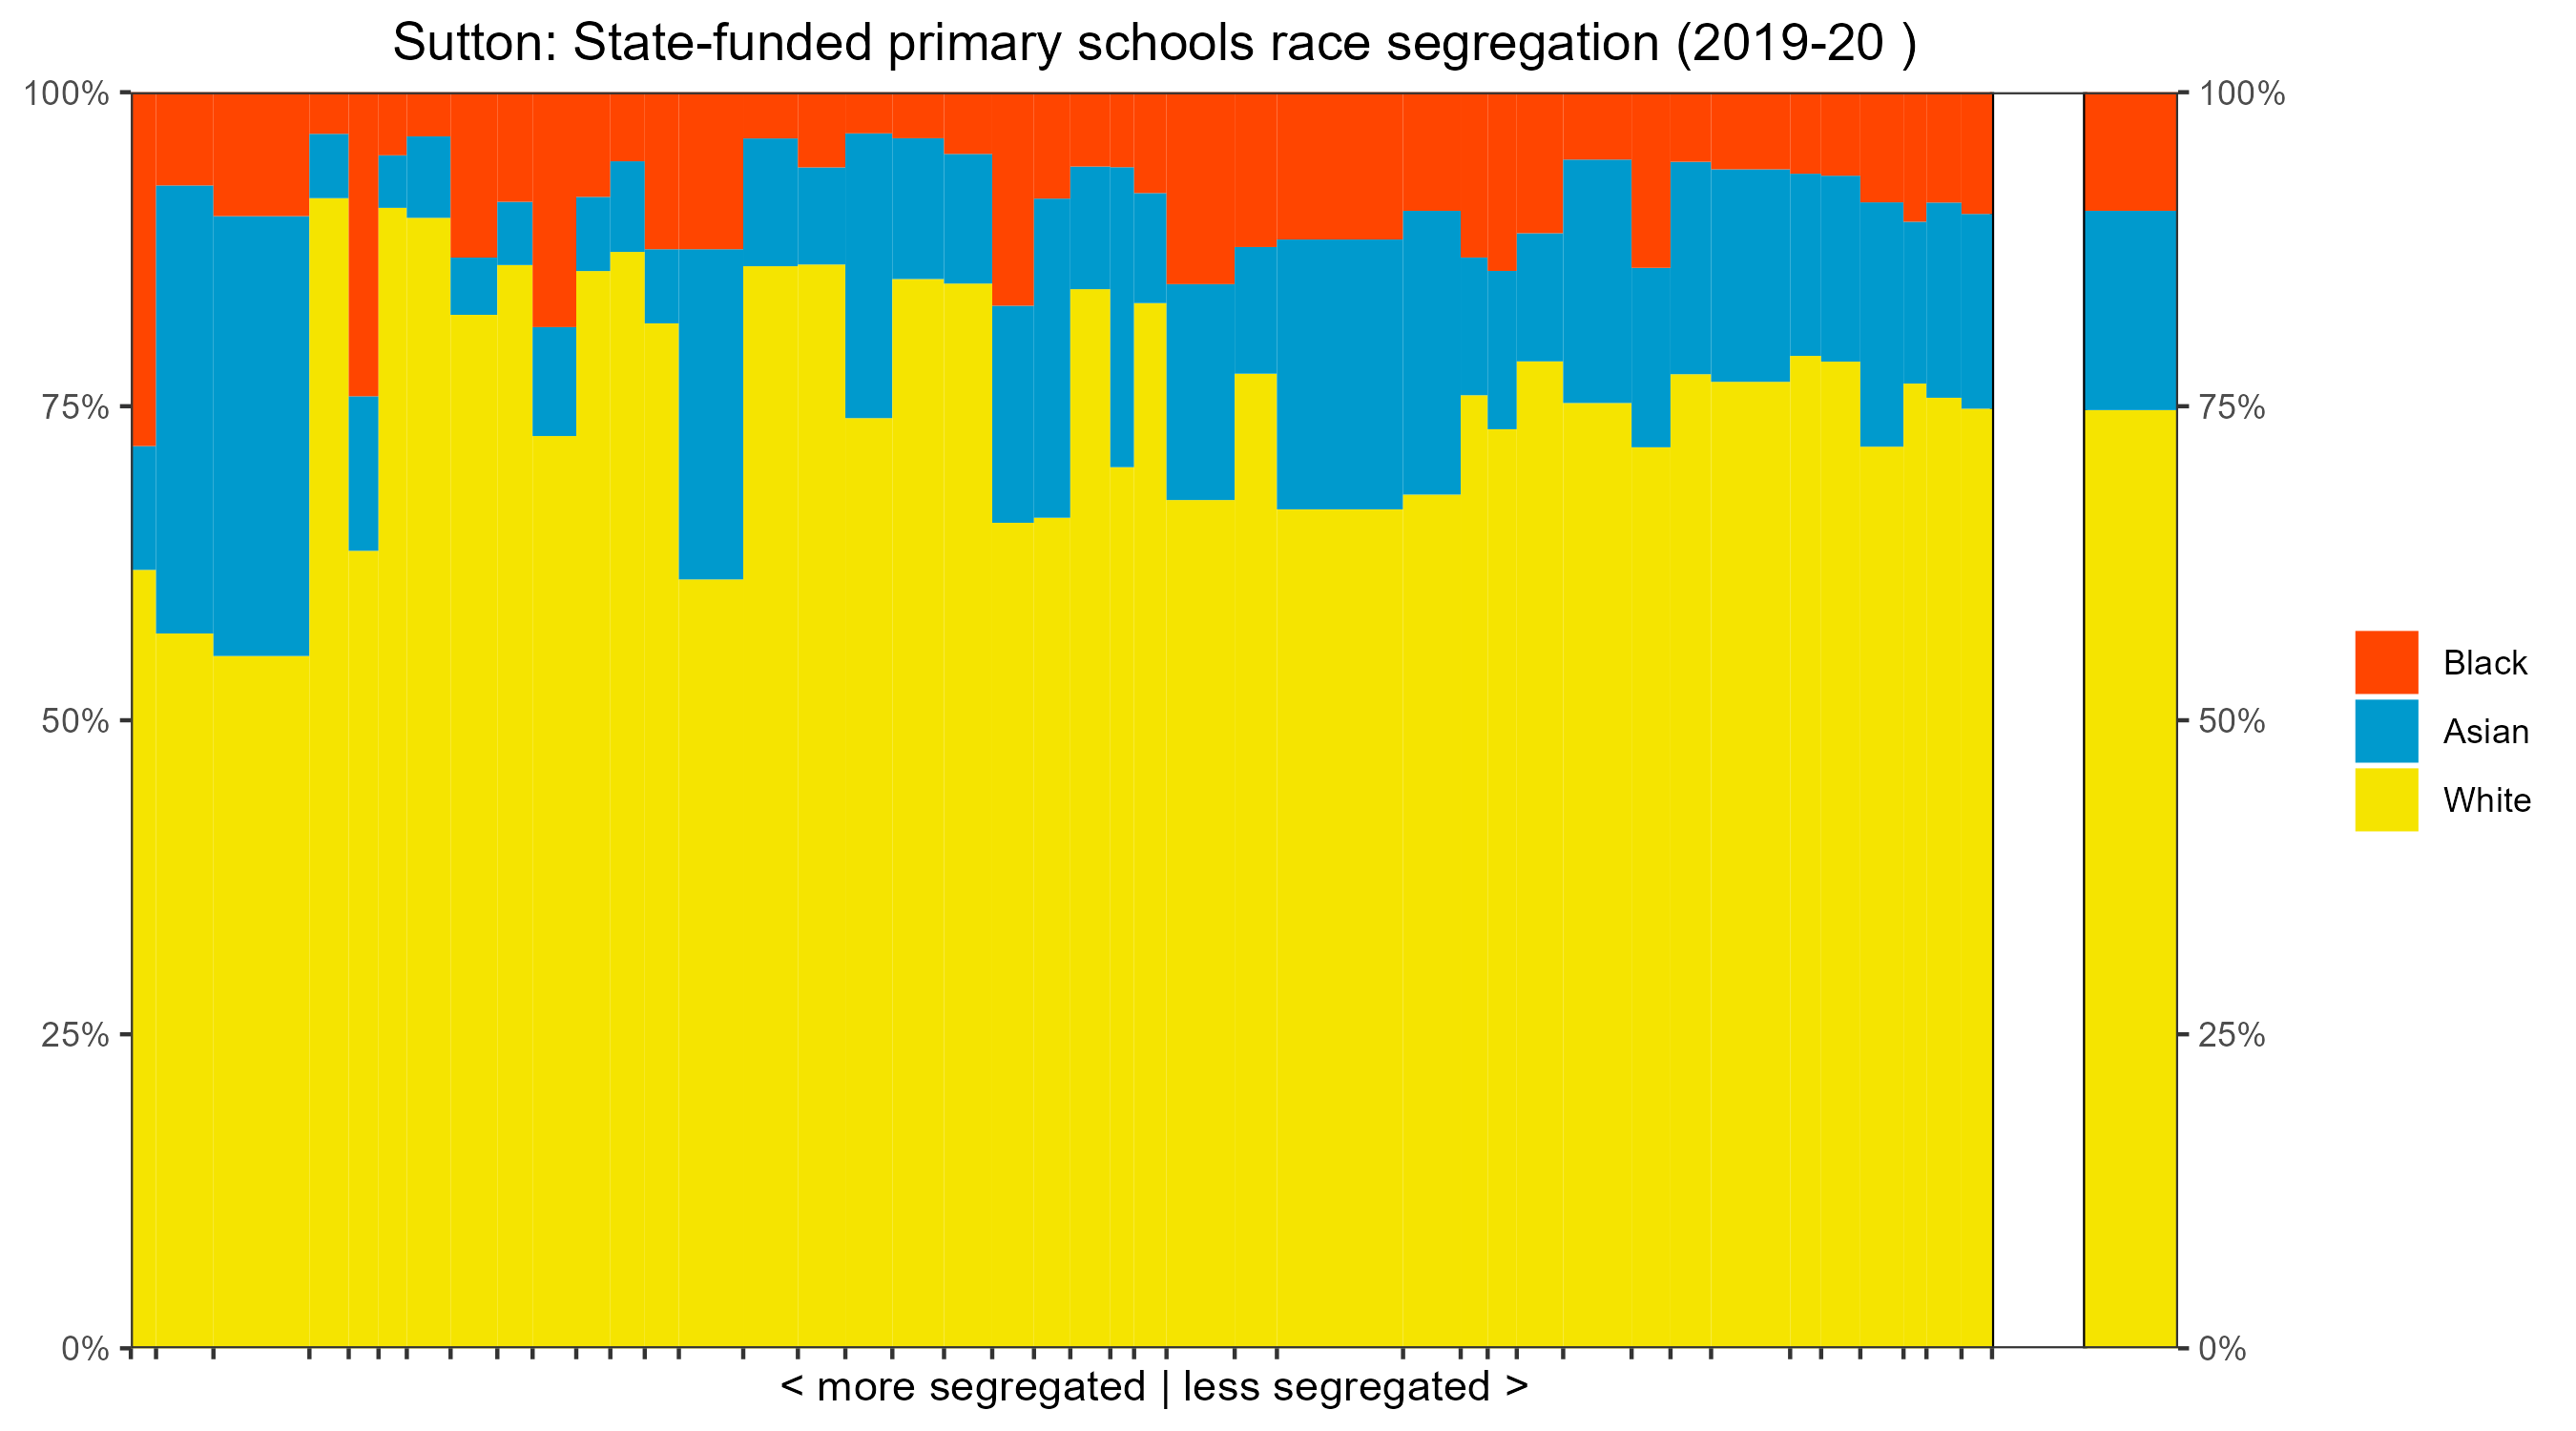 Sutton: State-funded primary schools race segregation (2019-20 )
100%
75%
50%
25%
0%
100%
75%
50%
25%
0%
Black
Asian
White
< more segregated | less segregated >